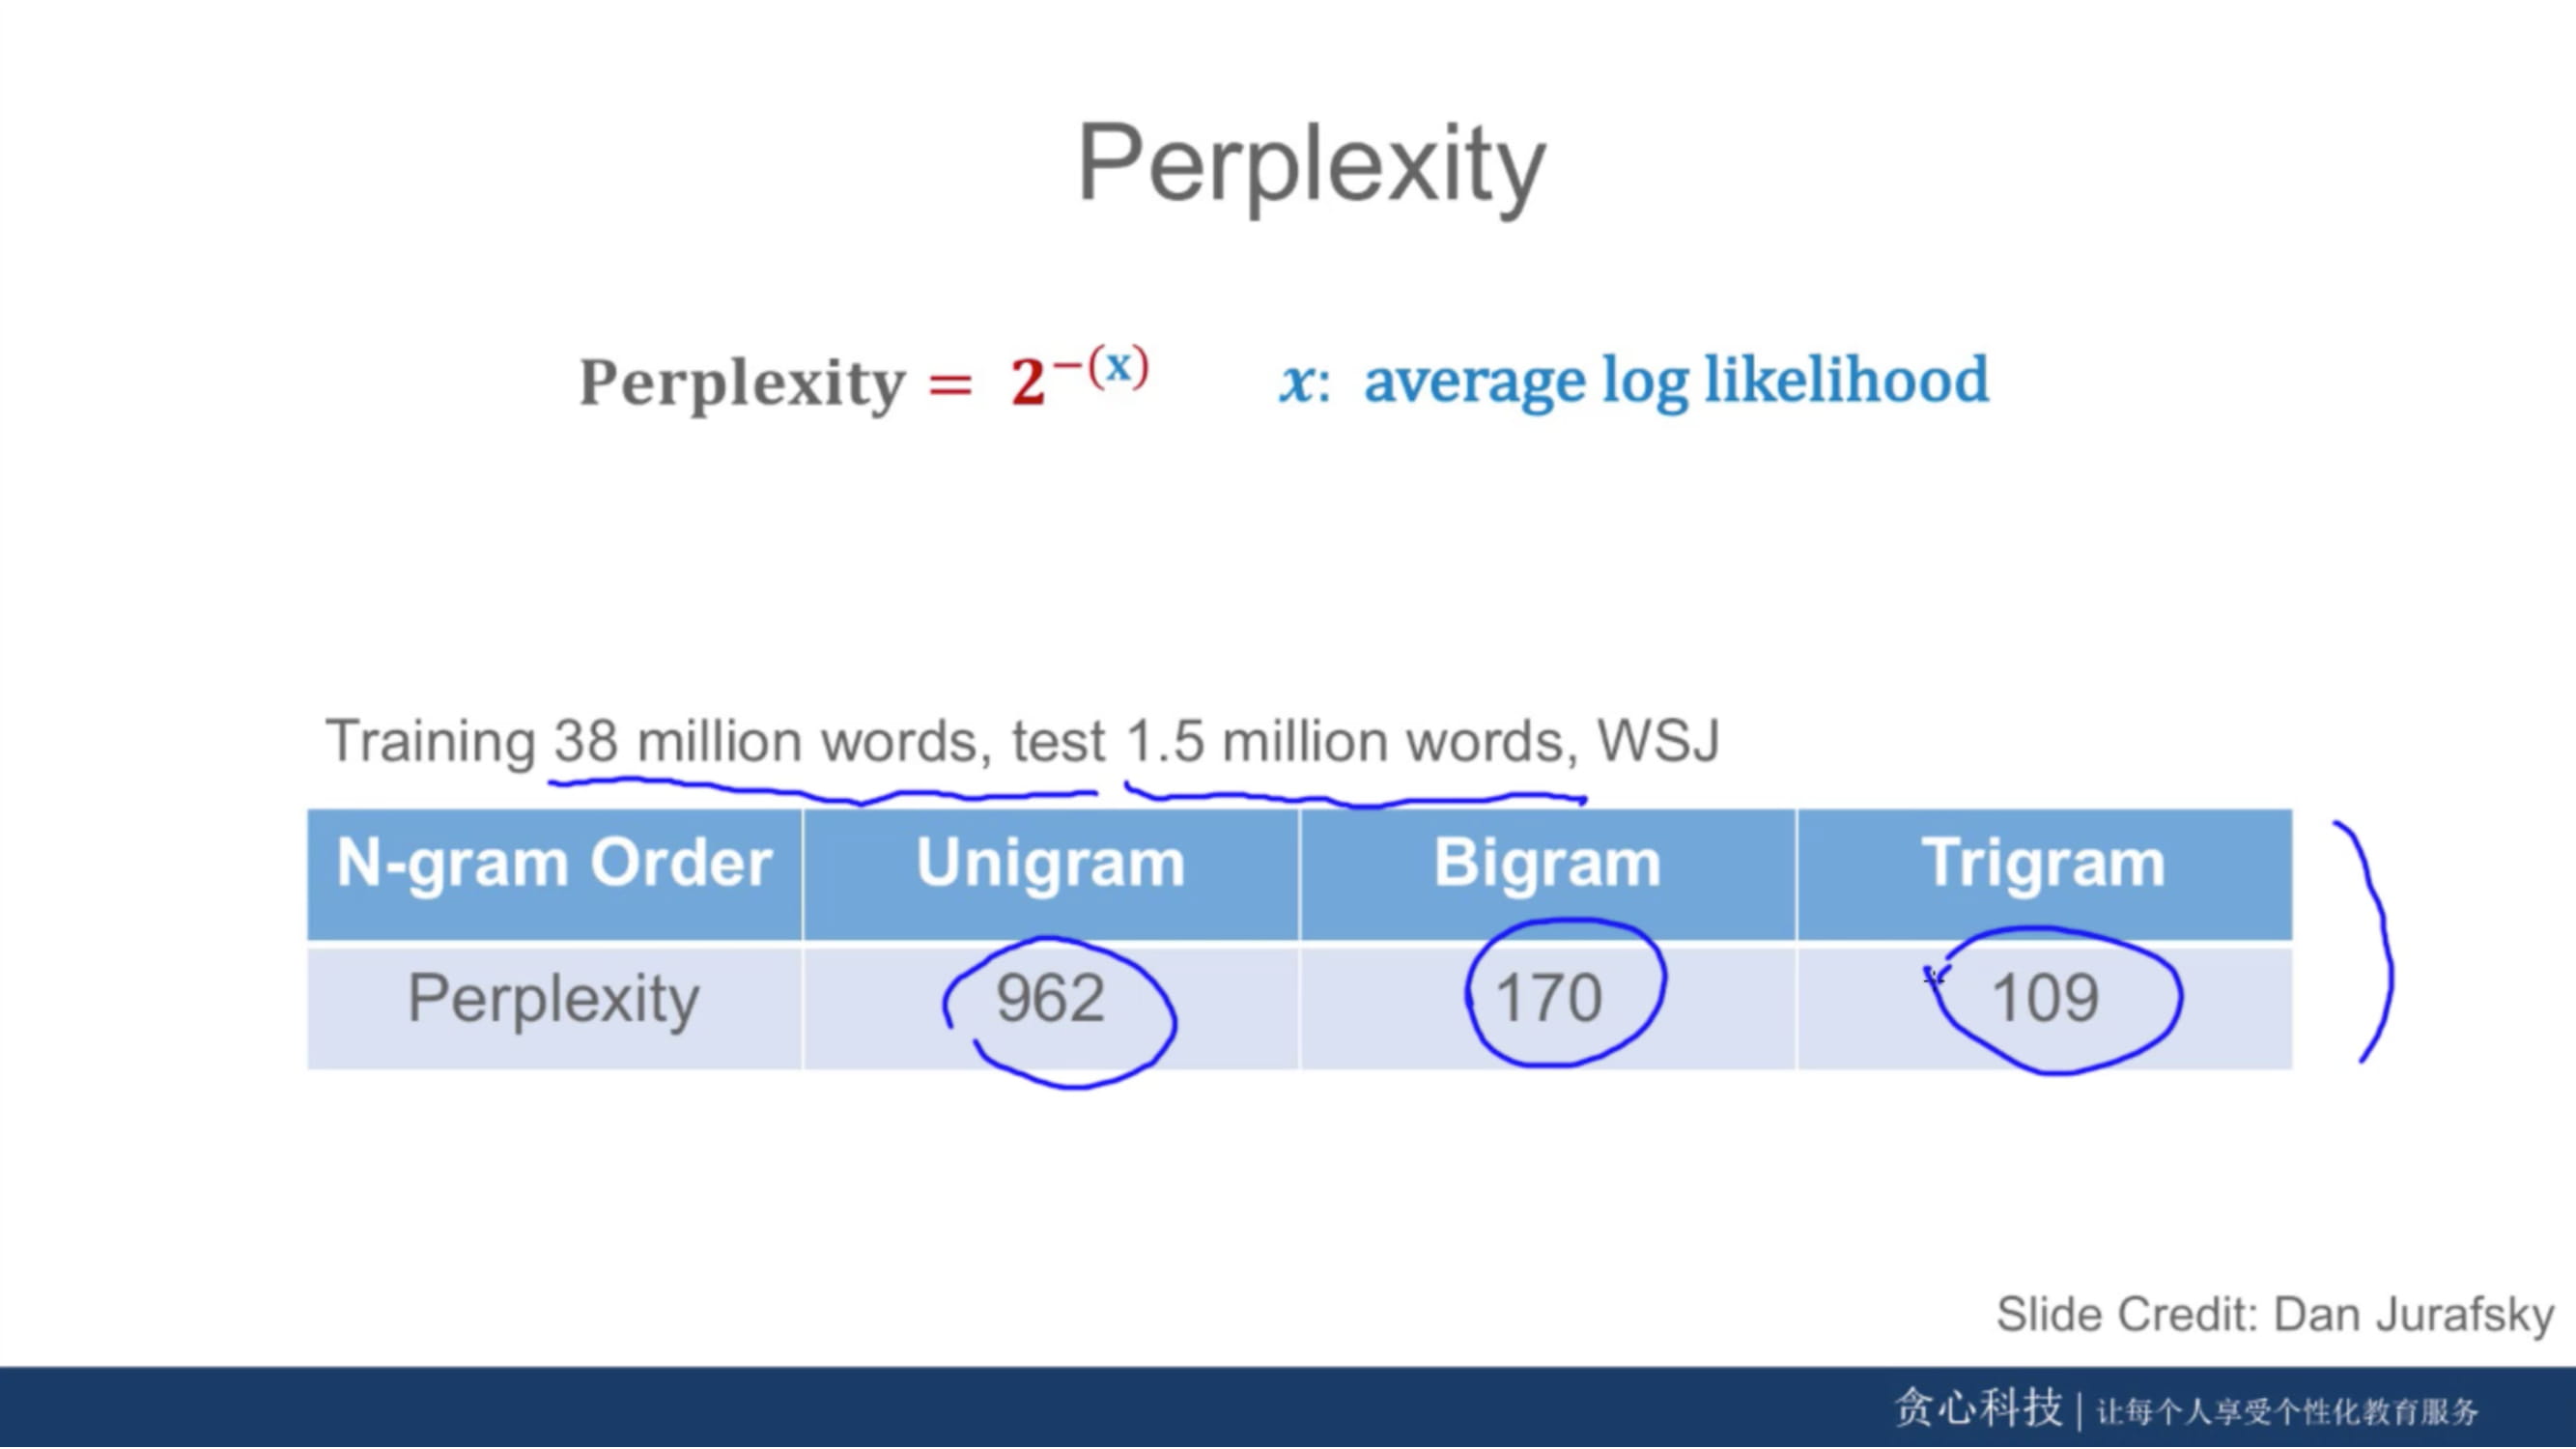 Perplexity
Perplexity = 2^-(x) x: average log likelihood
Training 38 million words, test 1.5 million words, WSJ
N-gram Order Unigram Bigram Trigram
Perplexity 962 170 109
Slide Credit: Dan Jurafsky
贪心科技 | 让每个人享受个性化教育服务